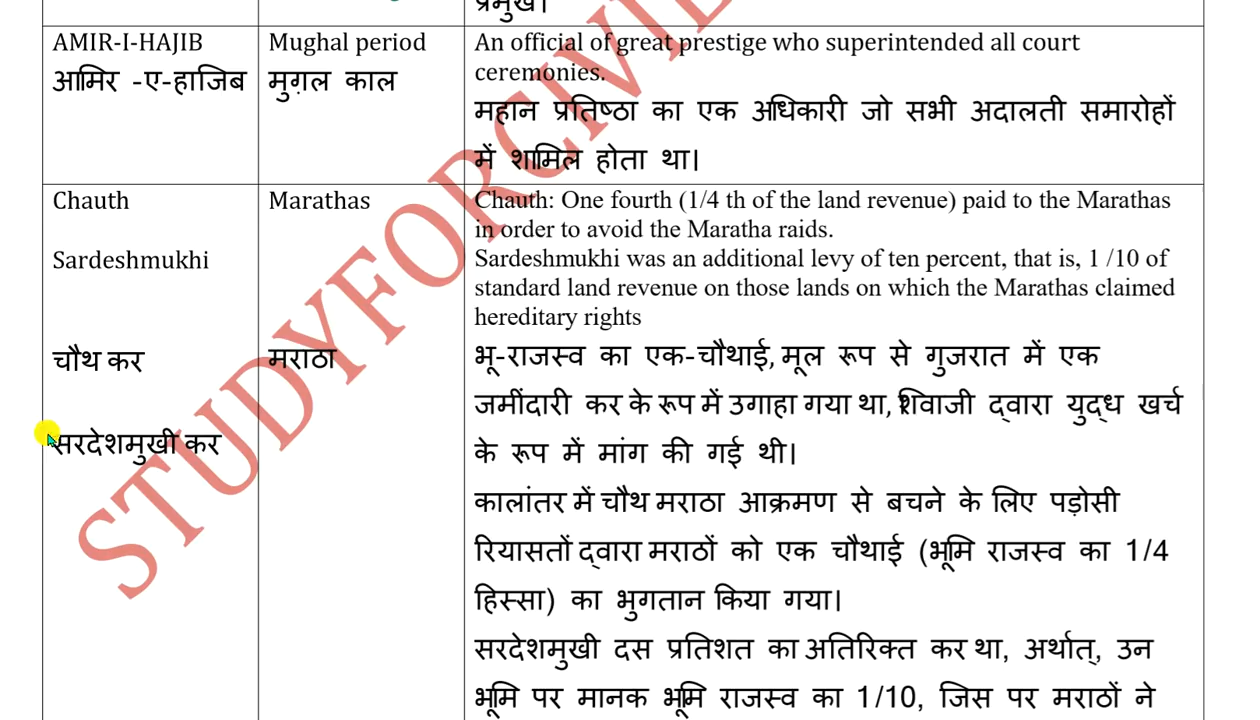 प्रमुख।
AMIR-I-HAJIB
आमिर -ए-हाजिब
Mughal period
मुग़ल काल
An official of great prestige who superintended all court
ceremonies.
महान प्रतिष्ठा का एक अधिकारी जो सभी अदालती समारोहों
में शामिल होता था।
Chauth
Sardeshmukhi
चौथ कर
सरदेशमुखी कर
Marathas
मराठा
Chauth: One fourth (1/4 th of the land revenue) paid to the Marathas
in order to avoid the Maratha raids.
Sardeshmukhi was an additional levy of ten percent, that is, 1 /10 of
standard land revenue on those lands on which the Marathas claimed
hereditary rights
भू-राजस्व का एक-चौथाई, मूल रूप से गुजरात में एक
जमींदारी कर के रूप में उगाहा गया था, शिवाजी द्वारा युद्ध खर्च
के रूप में मांग की गई थी।
कालांतर में चौथ मराठा आक्रमण से बचने के लिए पड़ोसी
रियासतों द्वारा मराठों को एक चौथाई (भूमि राजस्व का 1/4
हिस्सा) का भुगतान किया गया।
सरदेशमुखी दस प्रतिशत का अतिरिक्त कर था, अर्थात्, उन
भूमि पर मानक भूमि राजस्व का 1/10, जिस पर मराठों ने
STUDYFORCIVIL